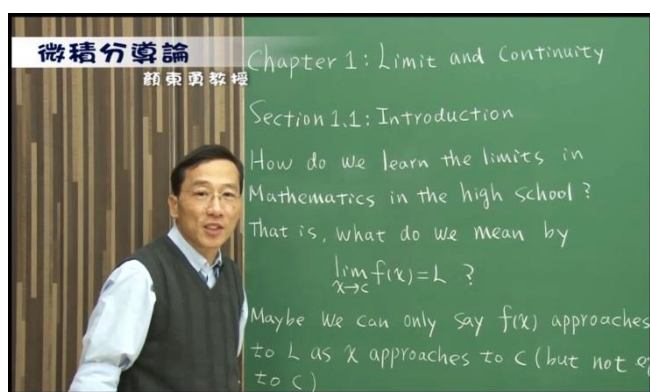 微積分導論
顏東勇教授
Chapter 1: Limit and Continuity
Section 1.1: Introduction
How do we learn the limits in
Mathematics in the high school?
That is, what do we mean by
lim f(x)=L ?
x→c
Maybe we can only say f(x) approaches
to L as x approaches to c (but not
to c)